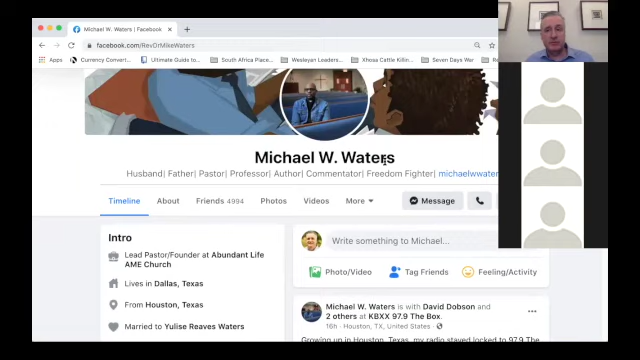 Michael W. Waters | Facebook
facebook.com/RevDrMikeWaters
Apps Currency Convert... Ultimate Guide to... South Africa Place... Wesleyan Leaders... Xhosa Cattle Killin... Seven Days War
Michael W. Waters
Husband| Father| Pastor| Professor| Author| Commentator| Freedom Fighter|
Timeline About Friends 4994 Photos Videos More Message
Intro
Lead Pastor/Founder at Abundant Life
AME Church
Lives in Dallas, Texas
From Houston, Texas
Married to Yulise Reaves Waters
Write something to Michael...
Photo/Video Tag Friends Feeling/Activity
Michael W. Waters is with David Dobson and
2 others at KBXX 97.9 The Box.
16h · Houston, TX, United States ·
Growing up in Houston, Texas, my radio stayed locked to 97.9 The